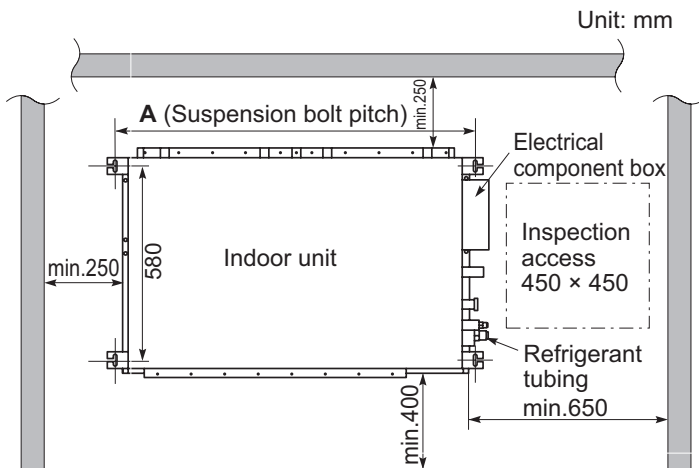 Unit: mm
A (Suspension bolt pitch)
min.250
Electrical
component box
Inspection
access
450 × 450
Indoor unit
min.250
580
Refrigerant
tubing
min.650
min.400